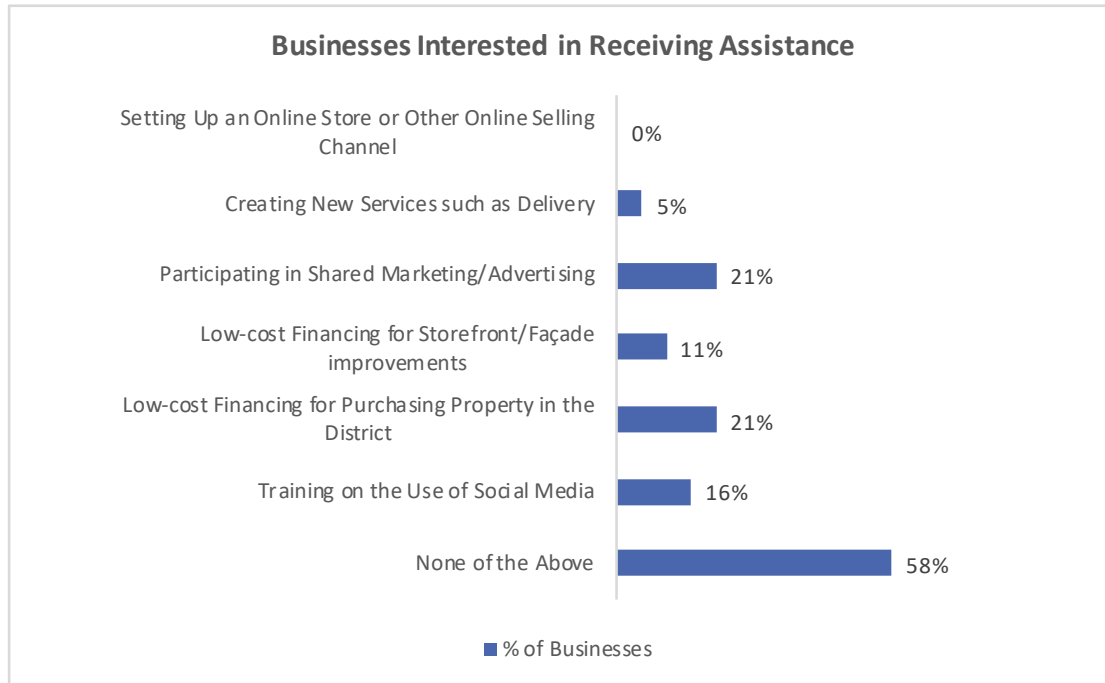 Businesses Interested in Receiving Assistance
Setting Up an Online Store or Other Online Selling
Channel
0%
Creating New Services such as Delivery
5%
Participating in Shared Marketing/Advertising
21%
Low-cost Financing for Storefront/Façade
improvements
11%
Low-cost Financing for Purchasing Property in the
District
21%
Training on the Use of Social Media
16%
None of the Above
58%
% of Businesses